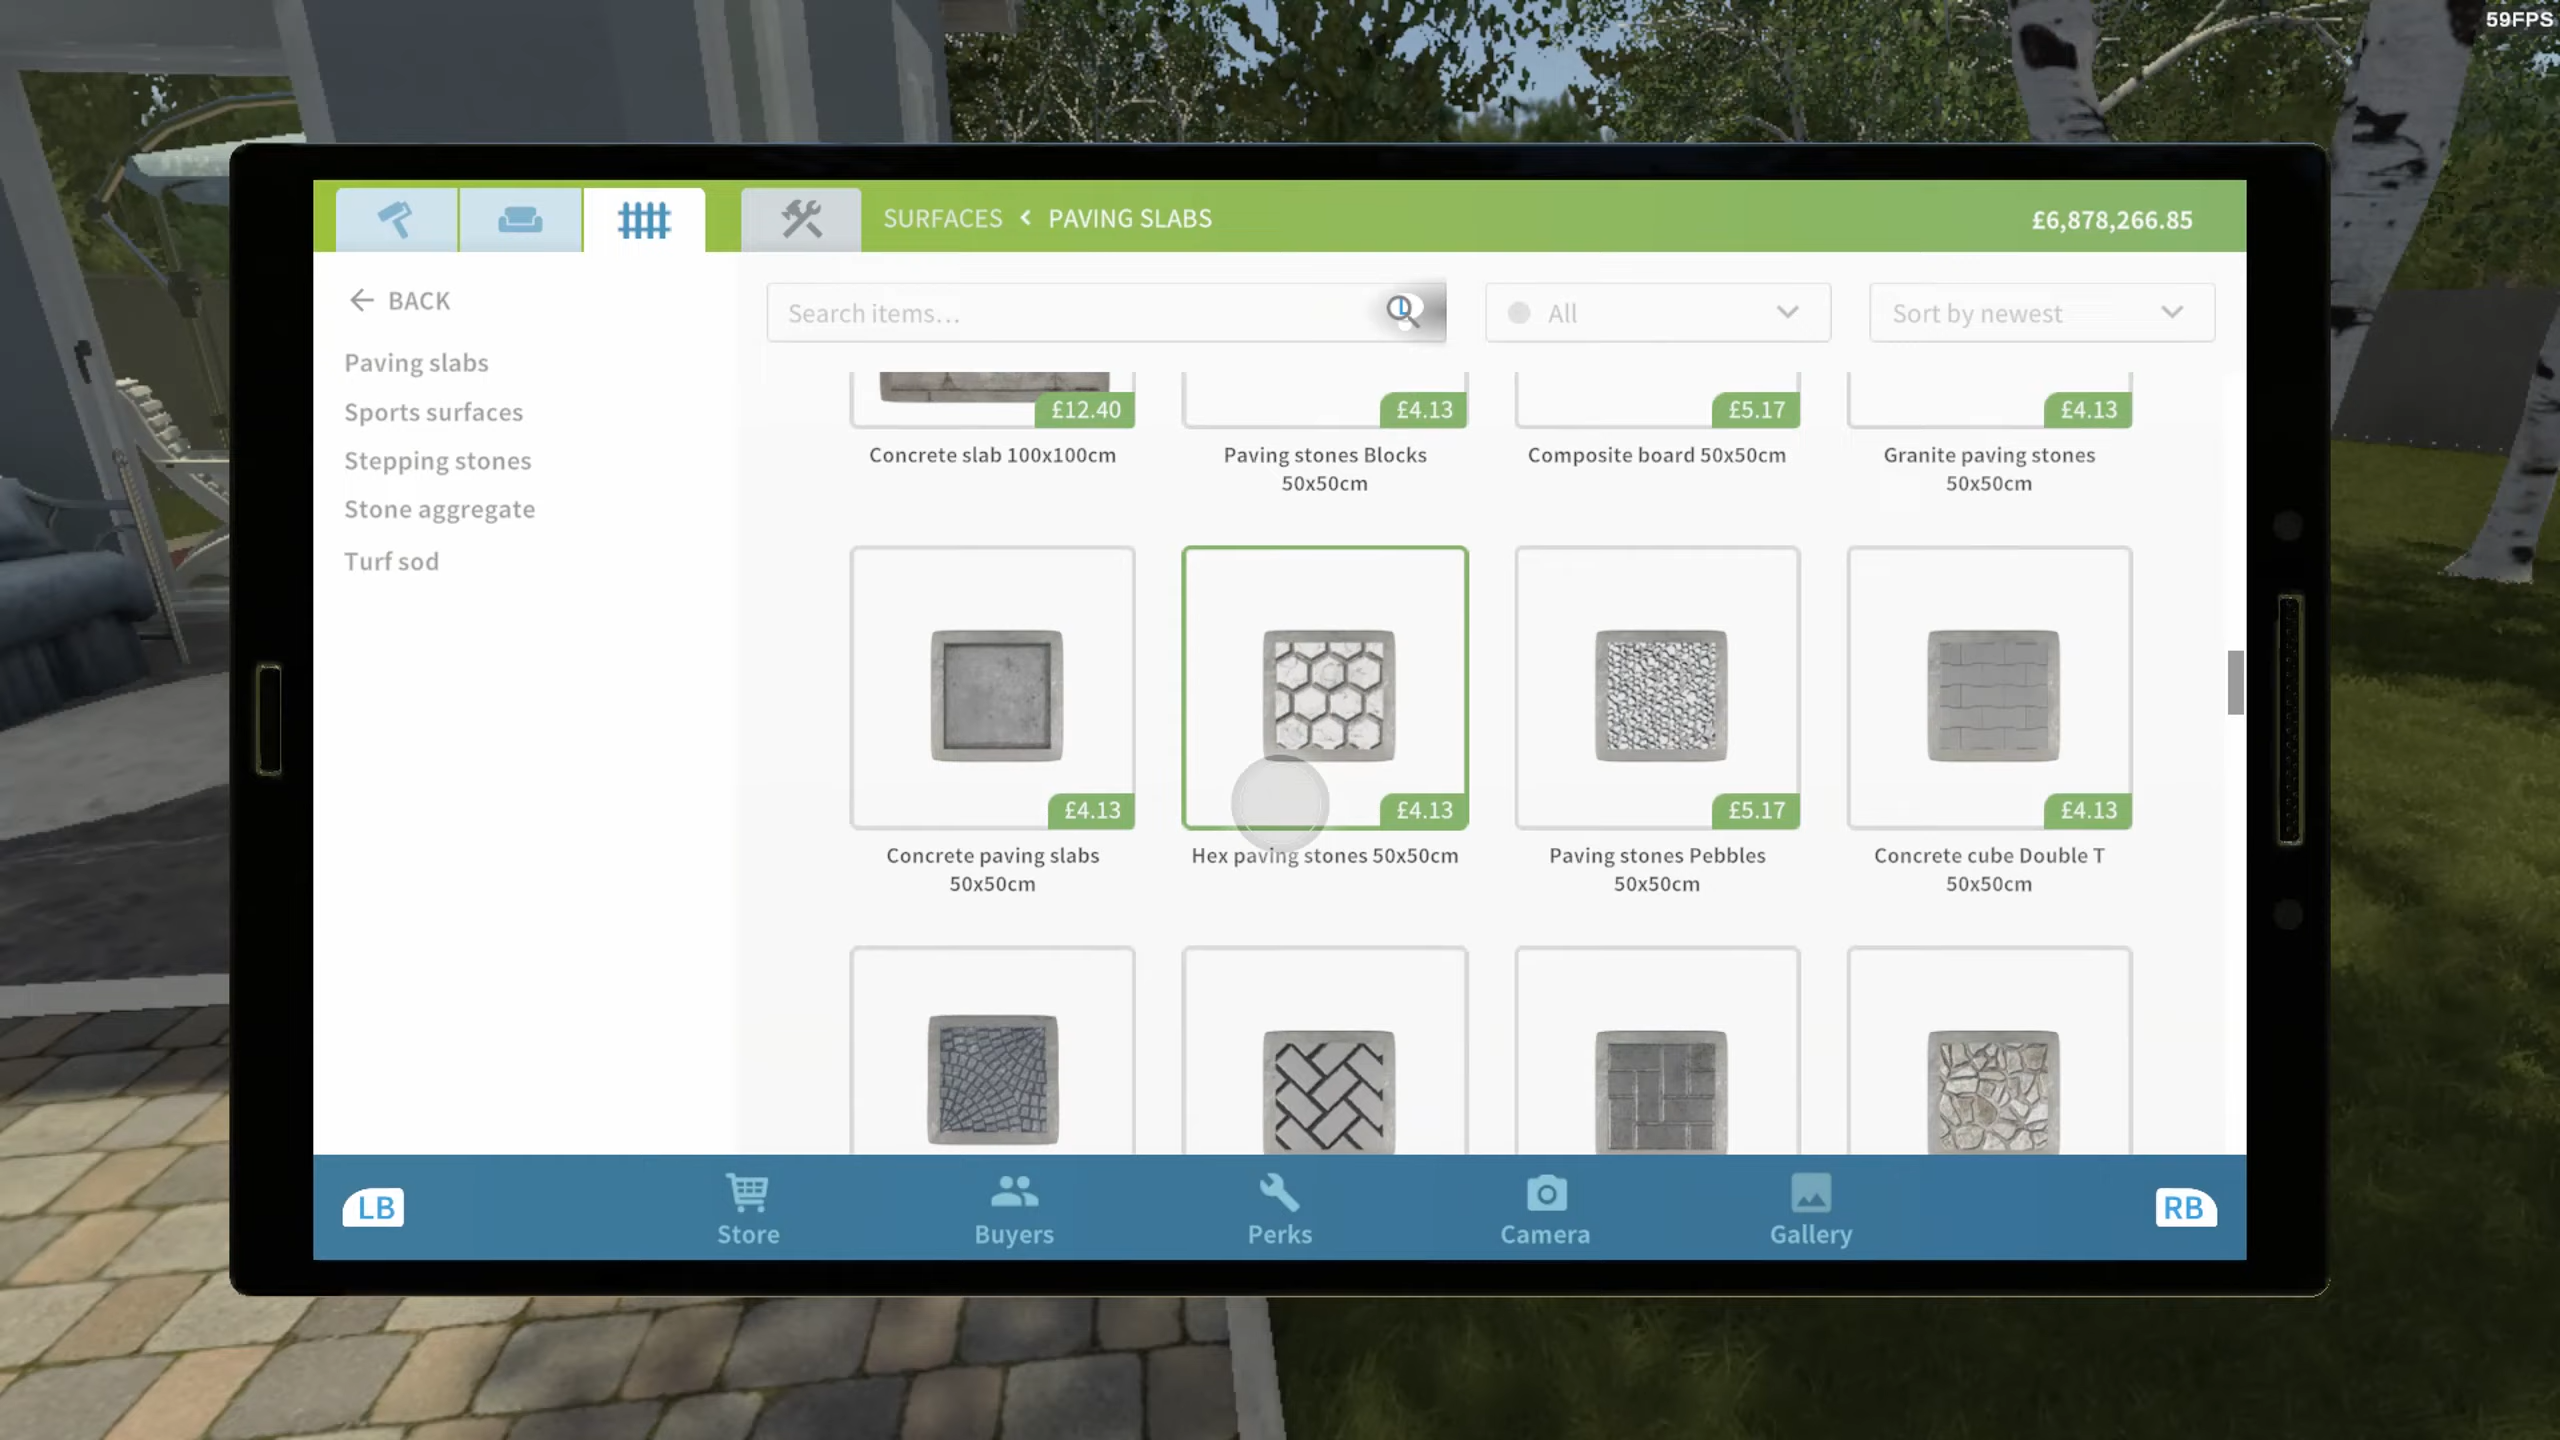 59FPS
SURFACES < PAVING SLABS
£6,878,266.85
BACK
Search items...
All
Sort by newest
Paving slabs
Sports surfaces
Stepping stones
Stone aggregate
Turf sod
£12.40
£4.13
£5.17
£4.13
Concrete slab 100x100cm
Paving stones Blocks
50x50cm
Composite board 50x50cm
Granite paving stones
50x50cm
£4.13
£4.13
£5.17
£4.13
Concrete paving slabs
50x50cm
Hex paving stones 50x50cm
Paving stones Pebbles
50x50cm
Concrete cube Double T
50x50cm
LB
Store
Buyers
Perks
Camera
Gallery
RB